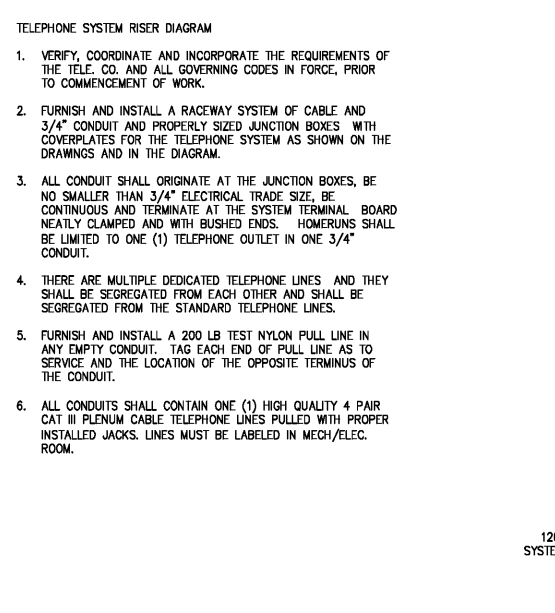 TELEPHONE SYSTEM RISER DIAGRAM
1. VERIFY, COORDINATE AND INCORPORATE THE REQUIREMENTS OF
THE TELE. CO. AND ALL GOVERNING CODES IN FORCE, PRIOR
TO COMMENCEMENT OF WORK.
2. FURNISH AND INSTALL A RACEWAY SYSTEM OF CABLE AND
3/4" CONDUIT AND PROPERLY SIZED JUNCTION BOXES WITH
COVERPLATES FOR THE TELEPHONE SYSTEM AS SHOWN ON THE
DRAWINGS AND IN THE DIAGRAM.
3. ALL CONDUIT SHALL ORIGINATE AT THE JUNCTION BOXES, BE
NO SMALLER THAN 3/4" ELECTRICAL TRADE SIZE, BE
CONTINUOUS AND TERMINATE AT THE SYSTEM TERMINAL BOARD
NEATLY CLAMPED AND WITH BUSHED ENDS. HOMERUNS SHALL
BE LIMITED TO ONE (1) TELEPHONE OUTLET IN ONE 3/4"
CONDUIT.
4. THERE ARE MULTIPLE DEDICATED TELEPHONE LINES AND THEY
SHALL BE SEGREGATED FROM EACH OTHER AND SHALL BE
SEGREGATED FROM THE STANDARD TELEPHONE LINES.
5. FURNISH AND INSTALL A 200 LB TEST NYLON PULL LINE IN
ANY EMPTY CONDUIT. TAG EACH END OF PULL LINE AS TO
SERVICE AND THE LOCATION OF THE OPPOSITE TERMINUS OF
THE CONDUIT.
6. ALL CONDUITS SHALL CONTAIN ONE (1) HIGH QUALITY 4 PAIR
CAT III PLENUM CABLE TELEPHONE LINES PULLED WITH PROPER
INSTALLED JACKS. LINES MUST BE LABELED IN MECH/ELEC.
ROOM.